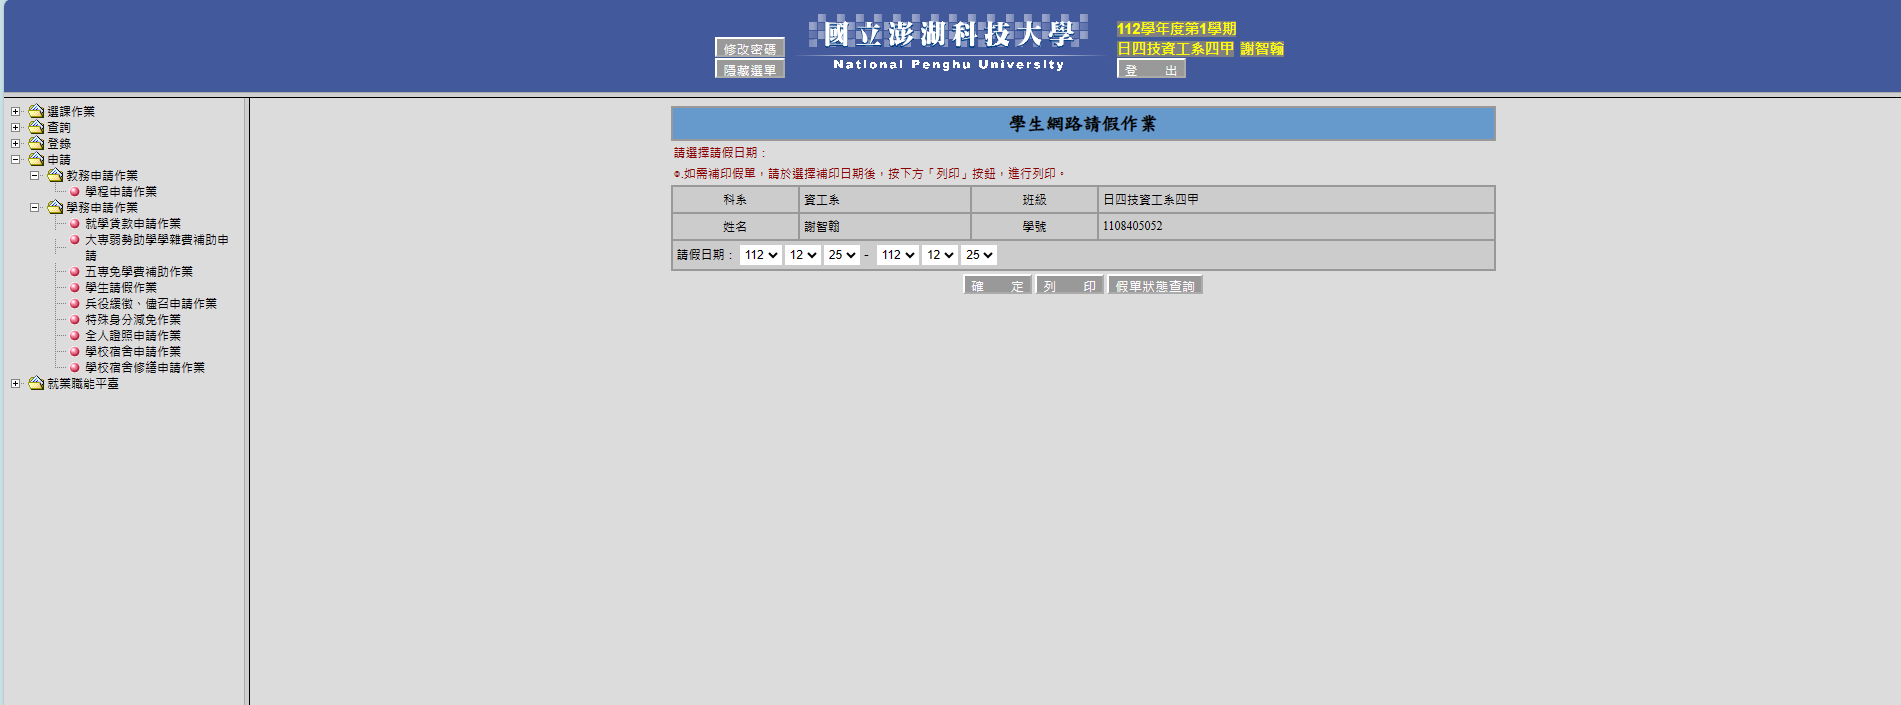 修改密碼
隱藏選單
國立澎湖科技大學
National Penghu University
112學年度第1學期
日四技資工系四甲 謝智翰
登 出
選課作業
查詢
登錄
申請
教務申請作業
學程申請作業
學務申請作業
就學貸款申請作業
大專弱勢助學學雜費補助申
請
五專免學費補助作業
學生請假作業
兵役緩徵、儘召申請作業
特殊身分減免作業
全人證照申請作業
學校宿舍申請作業
學校宿舍修繕申請作業
就業職能平臺
學生網路請假作業
請選擇請假日期：
⊙.如需補印假單，請於選擇補印日期後，按下方「列印」按鈕，進行列印。
科系 資工系 班級 日四技資工系四甲
姓名 謝智翰 學號 1108405052
請假日期： 112 12 25 - 112 12 25
確 定 列 印 假單狀態查詢